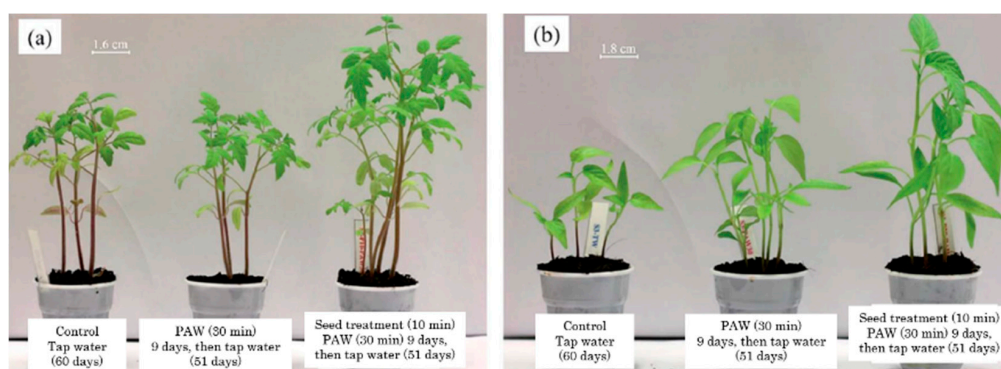 (a)
1.6 cm
Control
Tap water
(60 days)
PAW (30 min)
9 days, then tap water
(51 days)
Seed treatment (10 min)
PAW (30 min) 9 days,
then tap water (51 days)
(b)
1.8 cm
Control
Tap water
(60 days)
PAW (30 min)
9 days, then tap water
(51 days)
Seed treatment (10 min)
PAW (30 min) 9 days,
then tap water (51 days)